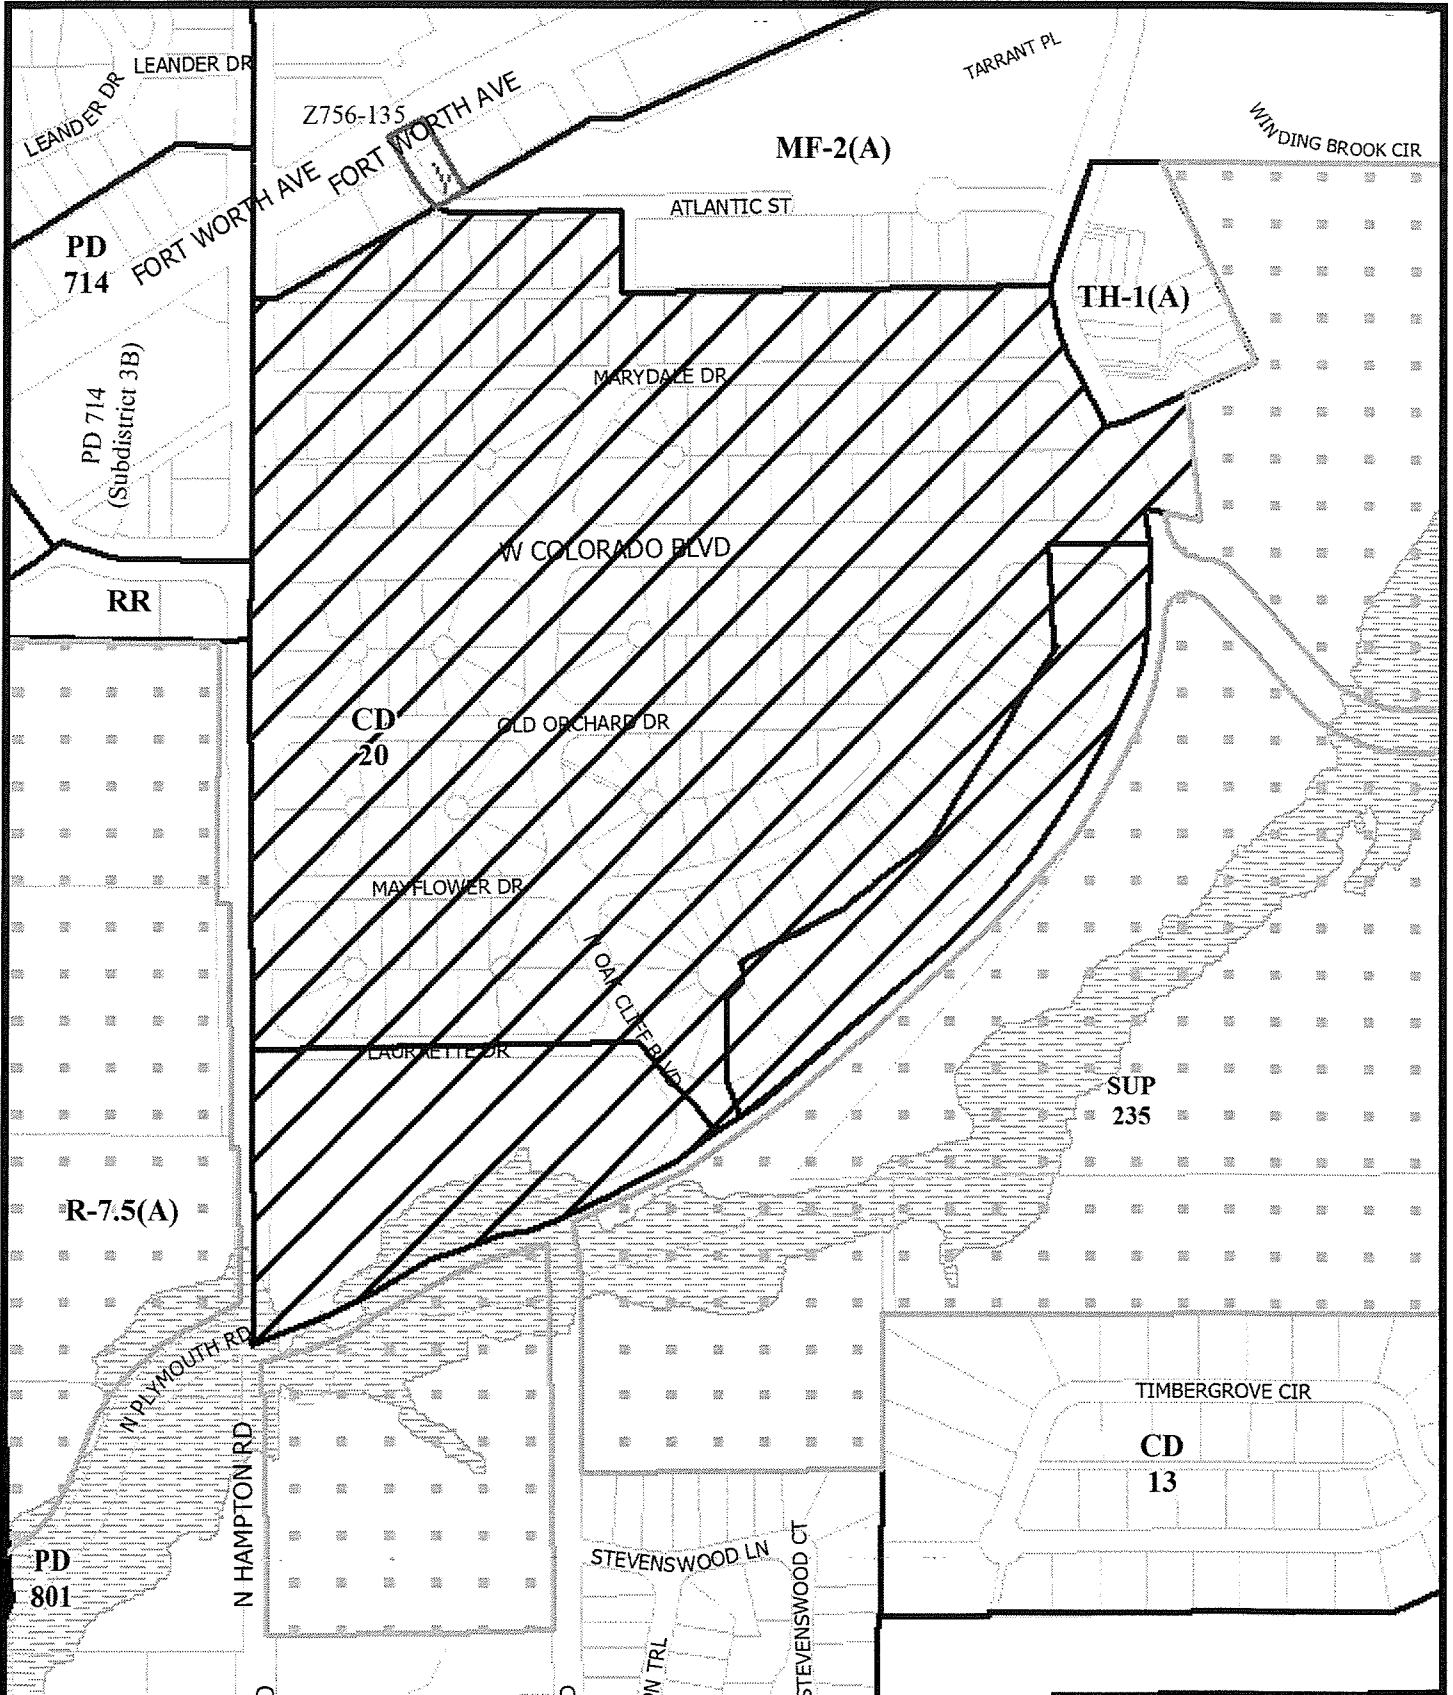 LEANDER DR
LEANDER DR
Z756-135
FORT WORTH AVE
TARRANT PL
WINDING BROOK CIR
MF-2(A)
FORT WORTH AVE
ATLANTIC ST
PD
714
TH-1(A)
PD 714
(Subdistrict 3B)
MARYDALE DR
W COLORADO BLVD
RR
CD
20
OLD ORCHARD DR
MAYFLOWER DR
OAK CLIFF BLVD
LAURETTE DR
SUP
235
R-7.5(A)
N PLYMOUTH RD
N HAMPTON RD
TIMBERGROVE CIR
CD
13
PD
801
STEVENSWOOD LN
STEVENSWOOD CT
TRL